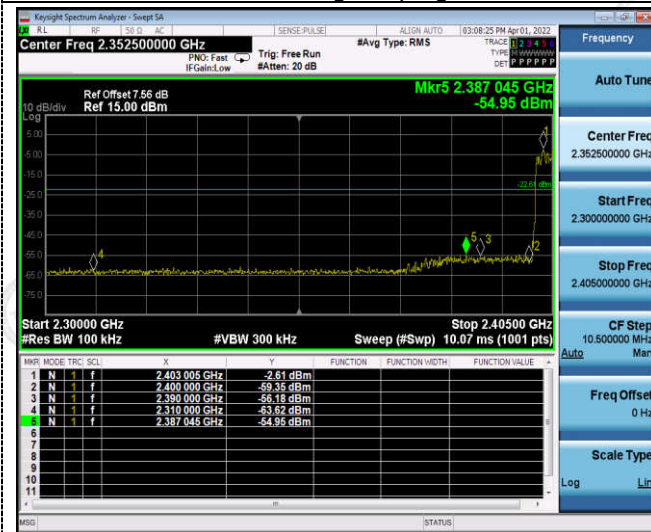 Keysight Spectrum Analyzer - Swept SA
RL RF 50 Ω AC SENSE:PULSE ALIGN AUTO 03:08:25 PM Apr 01, 2022
Center Freq 2.352500000 GHz #Avg Type: RMS TRACE 1 2 3 4 5 6
PNO: Fast Trig: Free Run TYPE M WWWWW
IFGain:Low #Atten: 20 dB DET P P P P P P
Mkr5 2.387 045 GHz
-54.95 dBm
Ref Offset 7.56 dB
10 dB/div Ref 15.00 dBm
Log
5.00
-5.00
-15.0
-25.0
-35.0
-45.0
-55.0
-65.0
-75.0
1
-22.61 dBm
4
5
3
2
Start 2.30000 GHz Stop 2.40500 GHz
#Res BW 100 kHz #VBW 300 kHz Sweep (#Swp) 10.07 ms (1001 pts)
MKR MODE TRC SCL X Y FUNCTION FUNCTION WIDTH FUNCTION VALUE
1 N 1 f 2.403 005 GHz -2.61 dBm
2 N 1 f 2.400 000 GHz -59.35 dBm
3 N 1 f 2.390 000 GHz -56.18 dBm
4 N 1 f 2.310 000 GHz -63.62 dBm
5 N 1 f 2.387 045 GHz -54.95 dBm
6
7
8
9
10
11
MSG STATUS
Frequency
Auto Tune
Center Freq
2.352500000 GHz
Start Freq
2.300000000 GHz
Stop Freq
2.405000000 GHz
CF Step
10.500000 MHz
Auto Man
Freq Offset
0 Hz
Scale Type
Log Lin